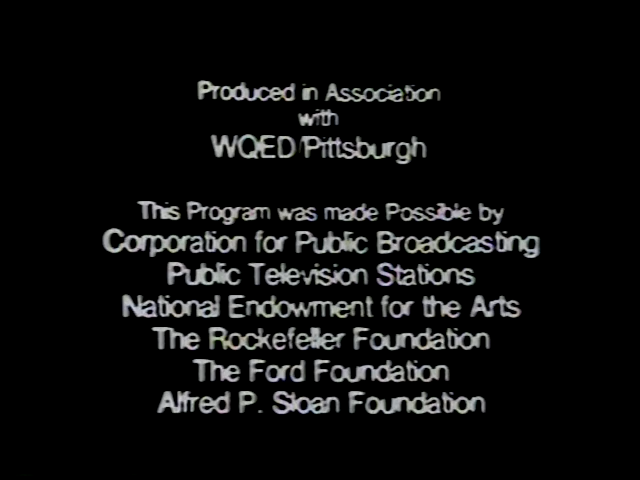 Produced in Association
with
WQED/Pittsburgh
This Program was made Possible by
Corporation for Public Broadcasting
Public Television Stations
National Endowment for the Arts
The Rockefeller Foundation
The Ford Foundation
Alfred P. Sloan Foundation